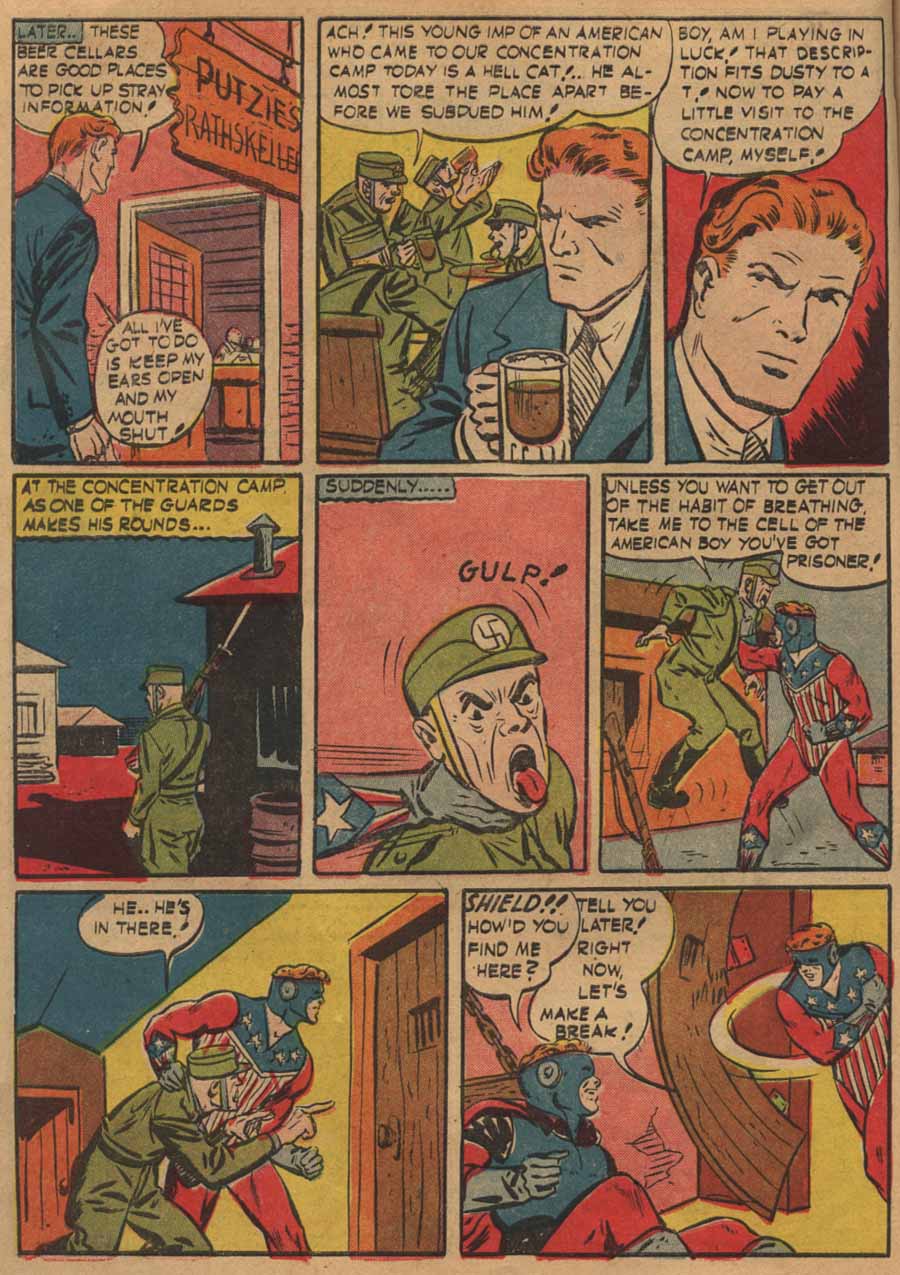 LATER.. THESE
BEER CELLARS
ARE GOOD PLACES
TO PICK UP STRAY
INFORMATION!
PUTZIE'S
RATHSKELLER
ALL I'VE
GOT TO DO
IS KEEP MY
EARS OPEN
AND MY
MOUTH
SHUT!
ACH! THIS YOUNG IMP OF AN AMERICAN
WHO CAME TO OUR CONCENTRATION
CAMP TODAY IS A HELL CAT!.. HE AL-
MOST TORE THE PLACE APART BE-
FORE WE SUBDUED HIM!
BOY, AM I PLAYING IN
LUCK! THAT DESCRIP-
TION FITS DUSTY TO A
T! NOW TO PAY A
LITTLE VISIT TO THE
CONCENTRATION
CAMP, MYSELF!
AT THE CONCENTRATION CAMP,
AS ONE OF THE GUARDS
MAKES HIS ROUNDS...
SUDDENLY.....
GULP!
UNLESS YOU WANT TO GET OUT
OF THE HABIT OF BREATHING,
TAKE ME TO THE CELL OF THE
AMERICAN BOY YOU'VE GOT
PRISONER!
HE.. HE'S
IN THERE!
SHIELD!!
HOW'D YOU
FIND ME
HERE?
TELL YOU
LATER!
RIGHT
NOW,
LET'S
MAKE A
BREAK!